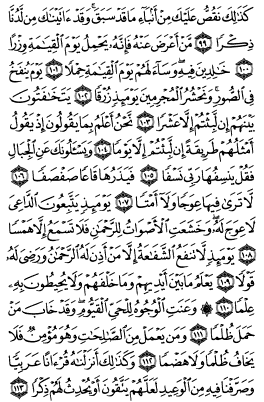 كَذَٰلِكَ نَقُصُّ عَلَيْكَ مِنْ أَنۢبَآءِ مَا قَدْ سَبَقَ ۚ وَقَدْ ءَاتَيْنَٰكَ مِن لَّدُنَّا
ذِكْرًا ٩٩ مَّنْ أَعْرَضَ عَنْهُ فَإِنَّهُۥ يَحْمِلُ يَوْمَ ٱلْقِيَٰمَةِ وِزْرًا
١٠٠ خَٰلِدِينَ فِيهِ ۖ وَسَآءَ لَهُمْ يَوْمَ ٱلْقِيَٰمَةِ حِمْلًا ١٠١ يَوْمَ يُنفَخُ
فِى ٱلصُّورِ ۚ وَنَحْشُرُ ٱلْمُجْرِمِينَ يَوْمَئِذٍ زُرْقًا ١٠٢ يَتَخَٰفَتُونَ
بَيْنَهُمْ إِن لَّبِثْتُمْ إِلَّا عَشْرًا ١٠٣ نَّحْنُ أَعْلَمُ بِمَا يَقُولُونَ إِذْ يَقُولُ
أَمْثَلُهُمْ طَرِيقَةً إِن لَّبِثْتُمْ إِلَّا يَوْمًا ١٠٤ وَيَسْـَٔلُونَكَ عَنِ ٱلْجِبَالِ
فَقُلْ يَنسِفُهَا رَبِّى نَسْفًا ١٠٥ فَيَذَرُهَا قَاعًا صَفْصَفًا ١٠٦
لَّا تَرَىٰ فِيهَا عِوَجًا وَلَآ أَمْتًا ١٠٧ يَوْمَئِذٍ يَتَّبِعُونَ ٱلدَّاعِىَ
لَا عِوَجَ لَهُۥ ۖ وَخَشَعَتِ ٱلْأَصْوَاتُ لِلرَّحْمَٰنِ فَلَا تَسْمَعُ إِلَّا هَمْسًا
١٠٨ يَوْمَئِذٍ لَّا تَنفَعُ ٱلشَّفَٰعَةُ إِلَّا مَنْ أَذِنَ لَهُ ٱلرَّحْمَٰنُ وَرَضِىَ لَهُۥ
قَوْلًا ١٠٩ يَعْلَمُ مَا بَيْنَ أَيْدِيهِمْ وَمَا خَلْفَهُمْ وَلَا يُحِيطُونَ بِهِۦ
عِلْمًا ١١٠ ۞ وَعَنَتِ ٱلْوُجُوهُ لِلْحَىِّ ٱلْقَيُّومِ ۖ وَقَدْ خَابَ مَنْ
حَمَلَ ظُلْمًا ١١١ وَمَن يَعْمَلْ مِنَ ٱلصَّٰلِحَٰتِ وَهُوَ مُؤْمِنٌ فَلَا
يَخَافُ ظُلْمًا وَلَا هَضْمًا ١١٢ وَكَذَٰلِكَ أَنزَلْنَٰهُ قُرْءَانًا عَرَبِيًّا
وَصَرَّفْنَا فِيهِ مِنَ ٱلْوَعِيدِ لَعَلَّهُمْ يَتَّقُونَ أَوْ يُحْدِثُ لَهُمْ ذِكْرًا ١١٣